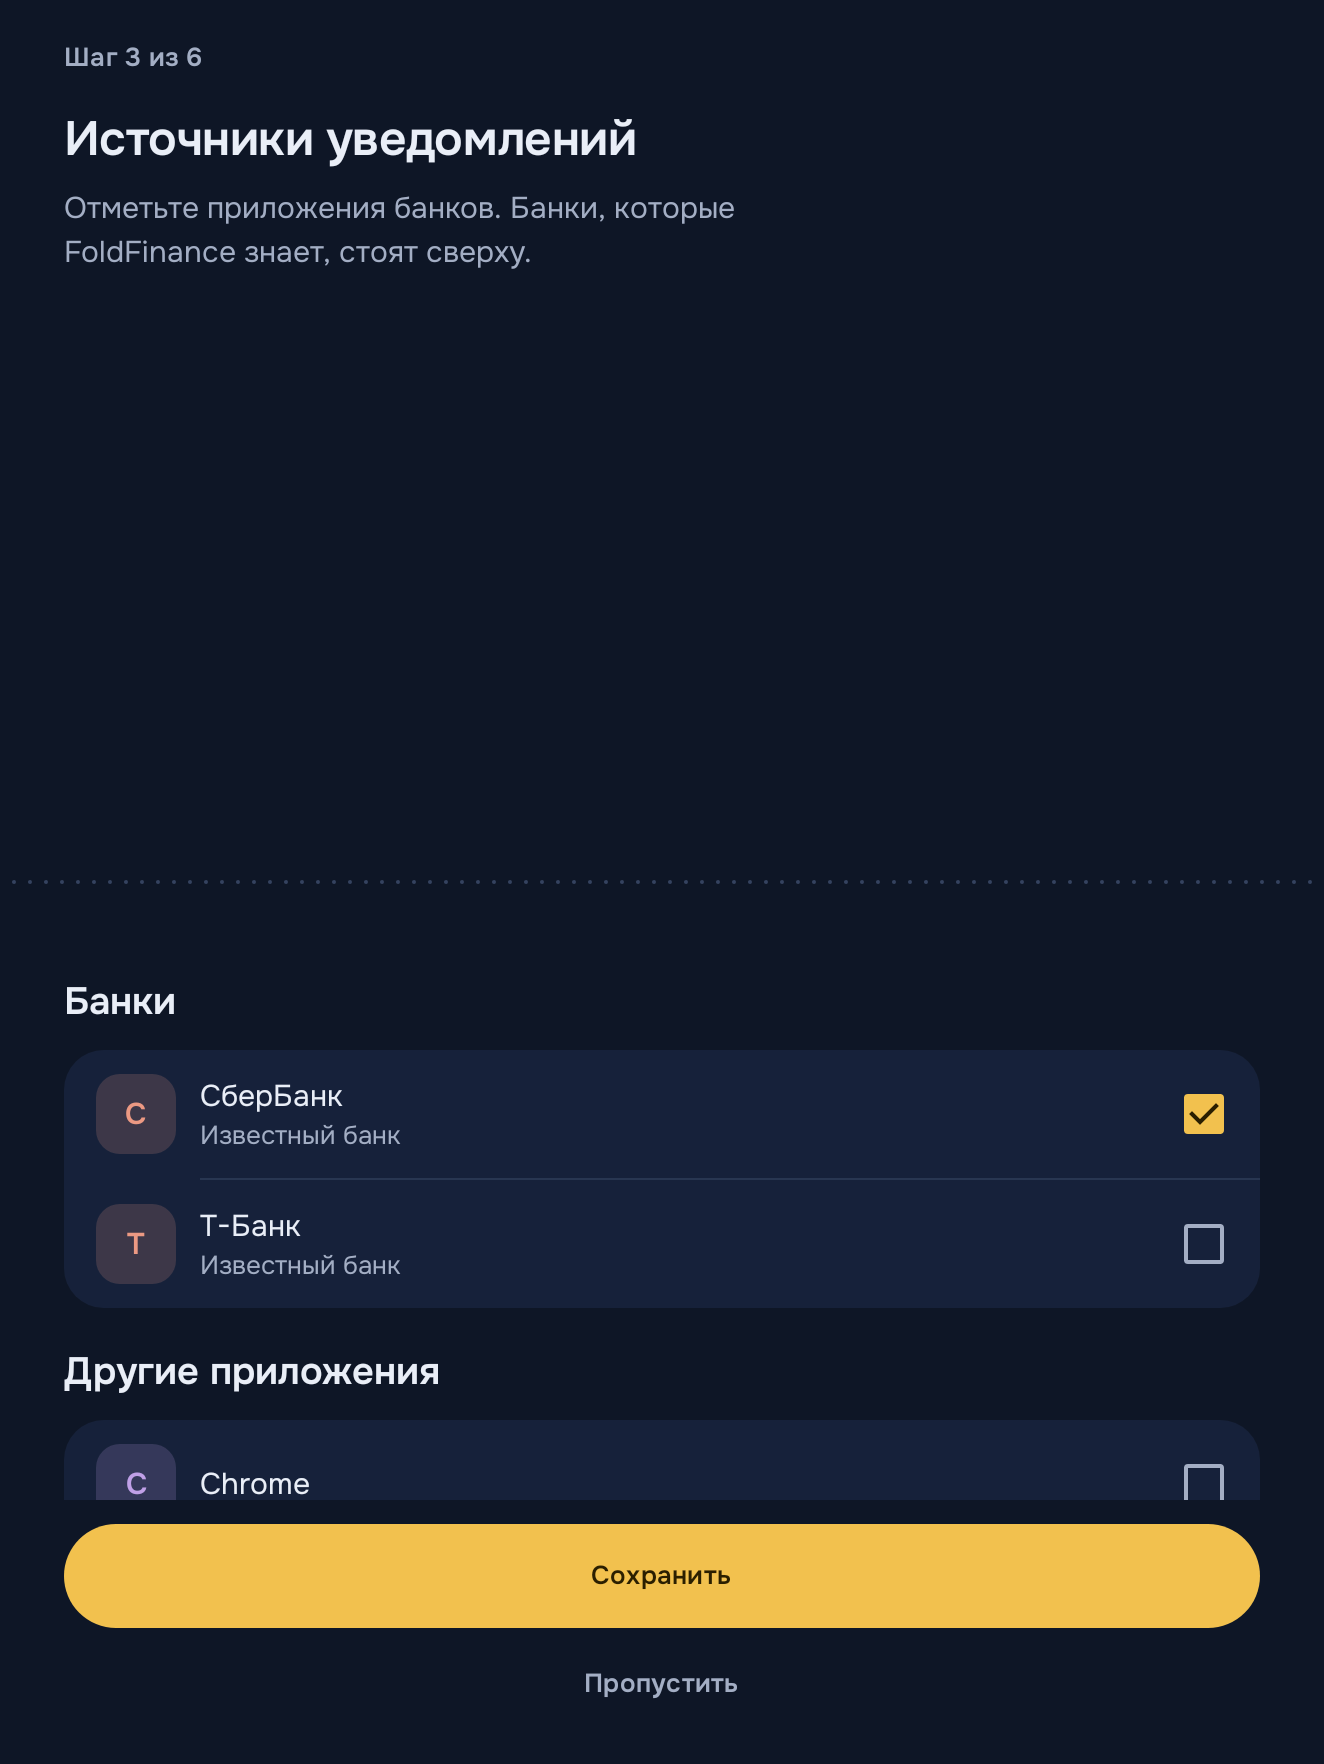 Шаг 3 из 6
Источники уведомлений
Отметьте приложения банков. Банки, которые
FoldFinance знает, стоят сверху.
Банки
С
СберБанк
Известный банк
Т
Т-Банк
Известный банк
Другие приложения
C
Chrome
Сохранить
Пропустить